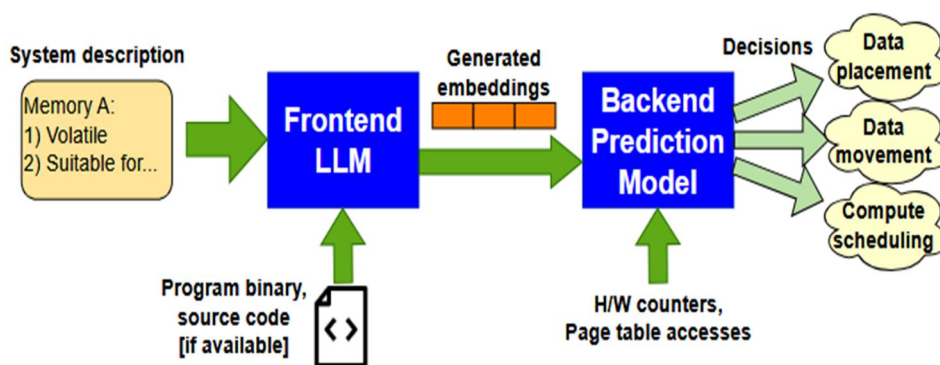 System description
Memory A:
1) Volatile
2) Suitable for...
Frontend
LLM
Program binary,
source code
[if available]
Generated
embeddings
Backend
Prediction
Model
H/W counters,
Page table accesses
Decisions
Data
placement
Data
movement
Compute
scheduling